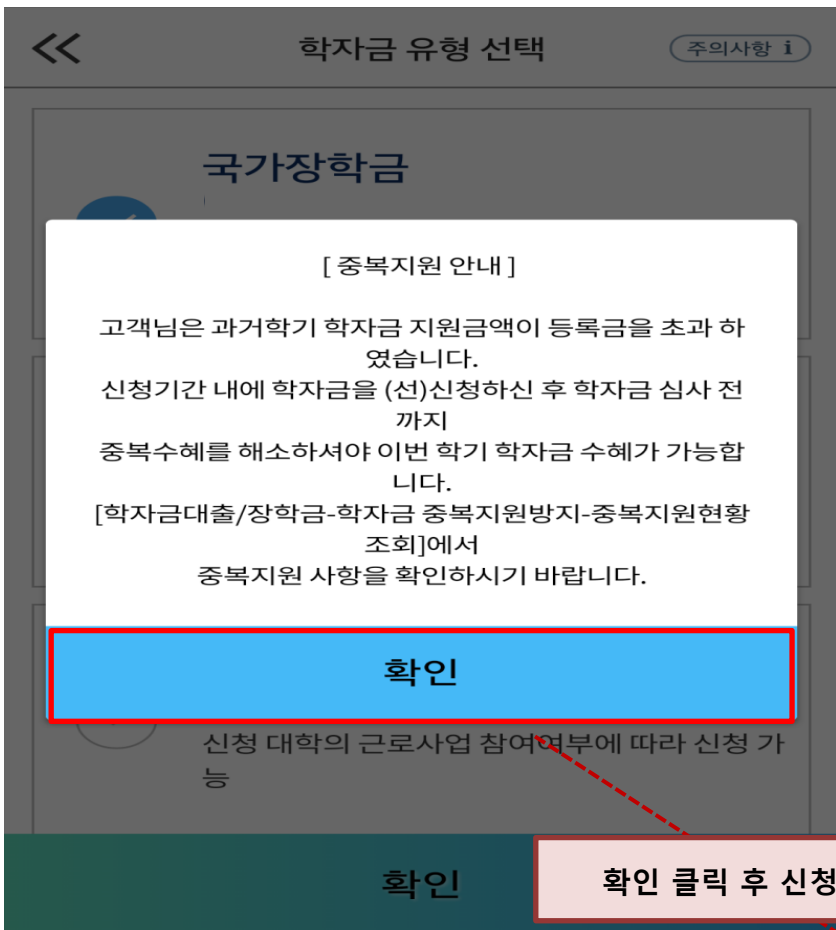 학자금 유형 선택
주의사항 i
국가장학금
[ 중복지원 안내 ]
고객님은 과거학기 학자금 지원금액이 등록금을 초과 하
였습니다.
신청기간 내에 학자금을 (선)신청하신 후 학자금 심사 전
까지
중복수혜를 해소하셔야 이번 학기 학자금 수혜가 가능합
니다.
[학자금대출/장학금-학자금 중복지원방지-중복지원현황
조회]에서
중복지원 사항을 확인하시기 바랍니다.
확인
신청 대학의 근로사업 참여여부에 따라 신청 가
능
확인
확인 클릭 후 신청